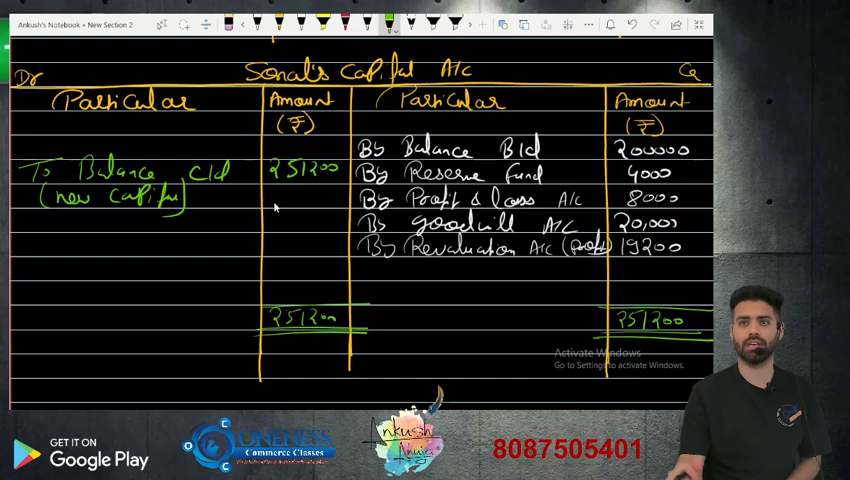 Ankush's Notebook » New Section 2
Dr Sonal's Capital A/c Cr
Particular Amount (₹) Particular Amount (₹)
By Balance B/d 200000
To Balance c/d 251200 By Reserve fund 4000
(new capital) By Profit & loss A/c 8000
By goodwill A/c 20,000
By Revaluation A/c (profit) 19200
251200 251200
Activate Windows
Go to Settings to activate Windows.
GET IT ON
Google Play
ONENESS
Commerce Classes
Ankush
Ahuja
8087505401